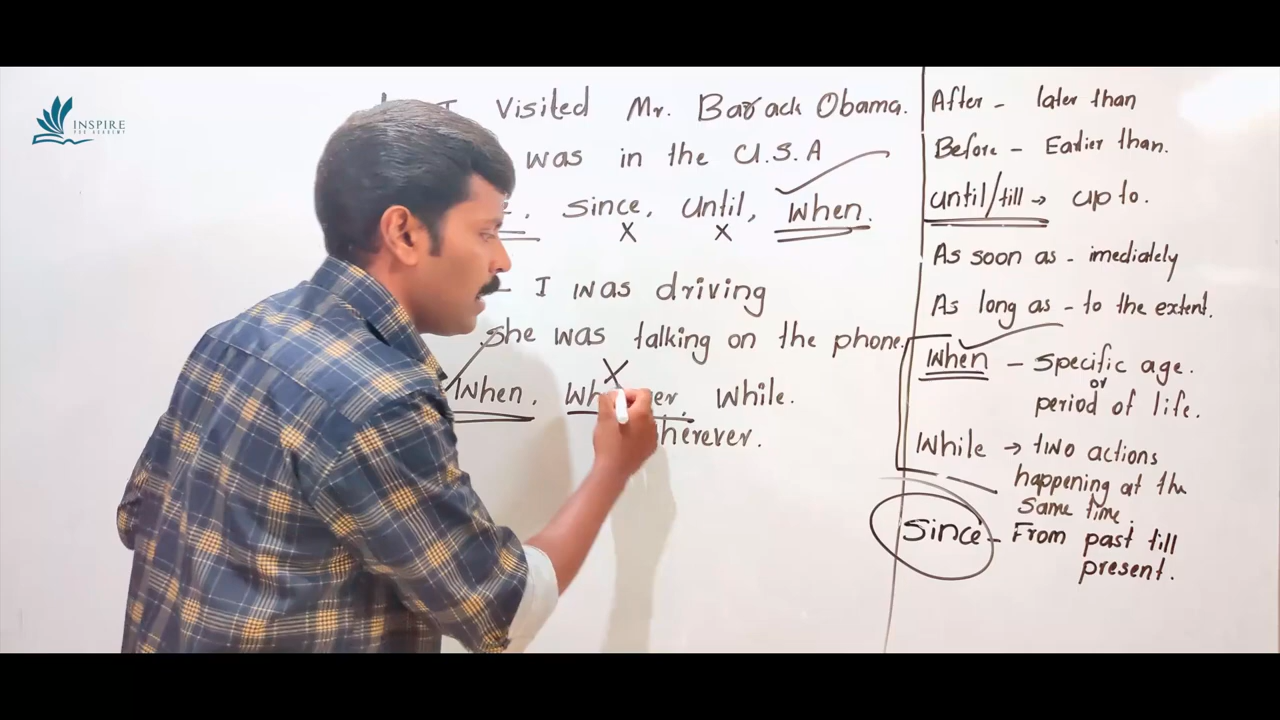 INSPIRE
I Visited Mr. Barack Obama.
was in the U.S.A
since, Until, when.
x x
- I was driving
she was talking on the phone.
X
When, while.
wherever.
After - later than
Before - Earlier than.
until/till → up to.
As soon as - imediately
As long as - to the extent.
When - specific age.
or
period of life.
While → two actions
happening at the
same time.
Since - From past till
present.